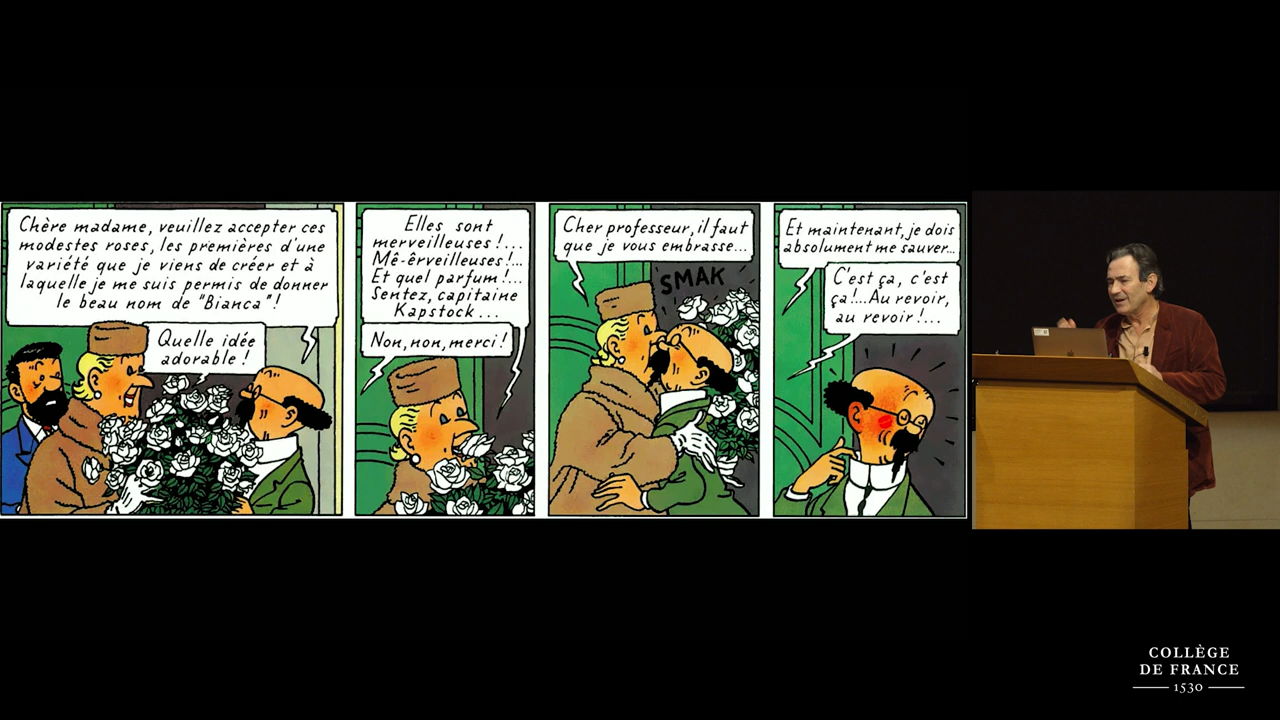 Chère madame, veuillez accepter ces
modestes roses, les premières d'une
variété que je viens de créer et à
laquelle je me suis permis de donner
le beau nom de "Bianca"!
Quelle idée
adorable !
Elles sont
merveilleuses !...
Mê-êrveilleuses !...
Et quel parfum !...
Sentez, capitaine
Kapstock...
Non, non, merci !
Cher professeur, il faut
que je vous embrasse...
SMAK
Et maintenant, je dois
absolument me sauver...
C'est ça, c'est
ça !... Au revoir,
au revoir !...
COLLÈGE
DE FRANCE
1530